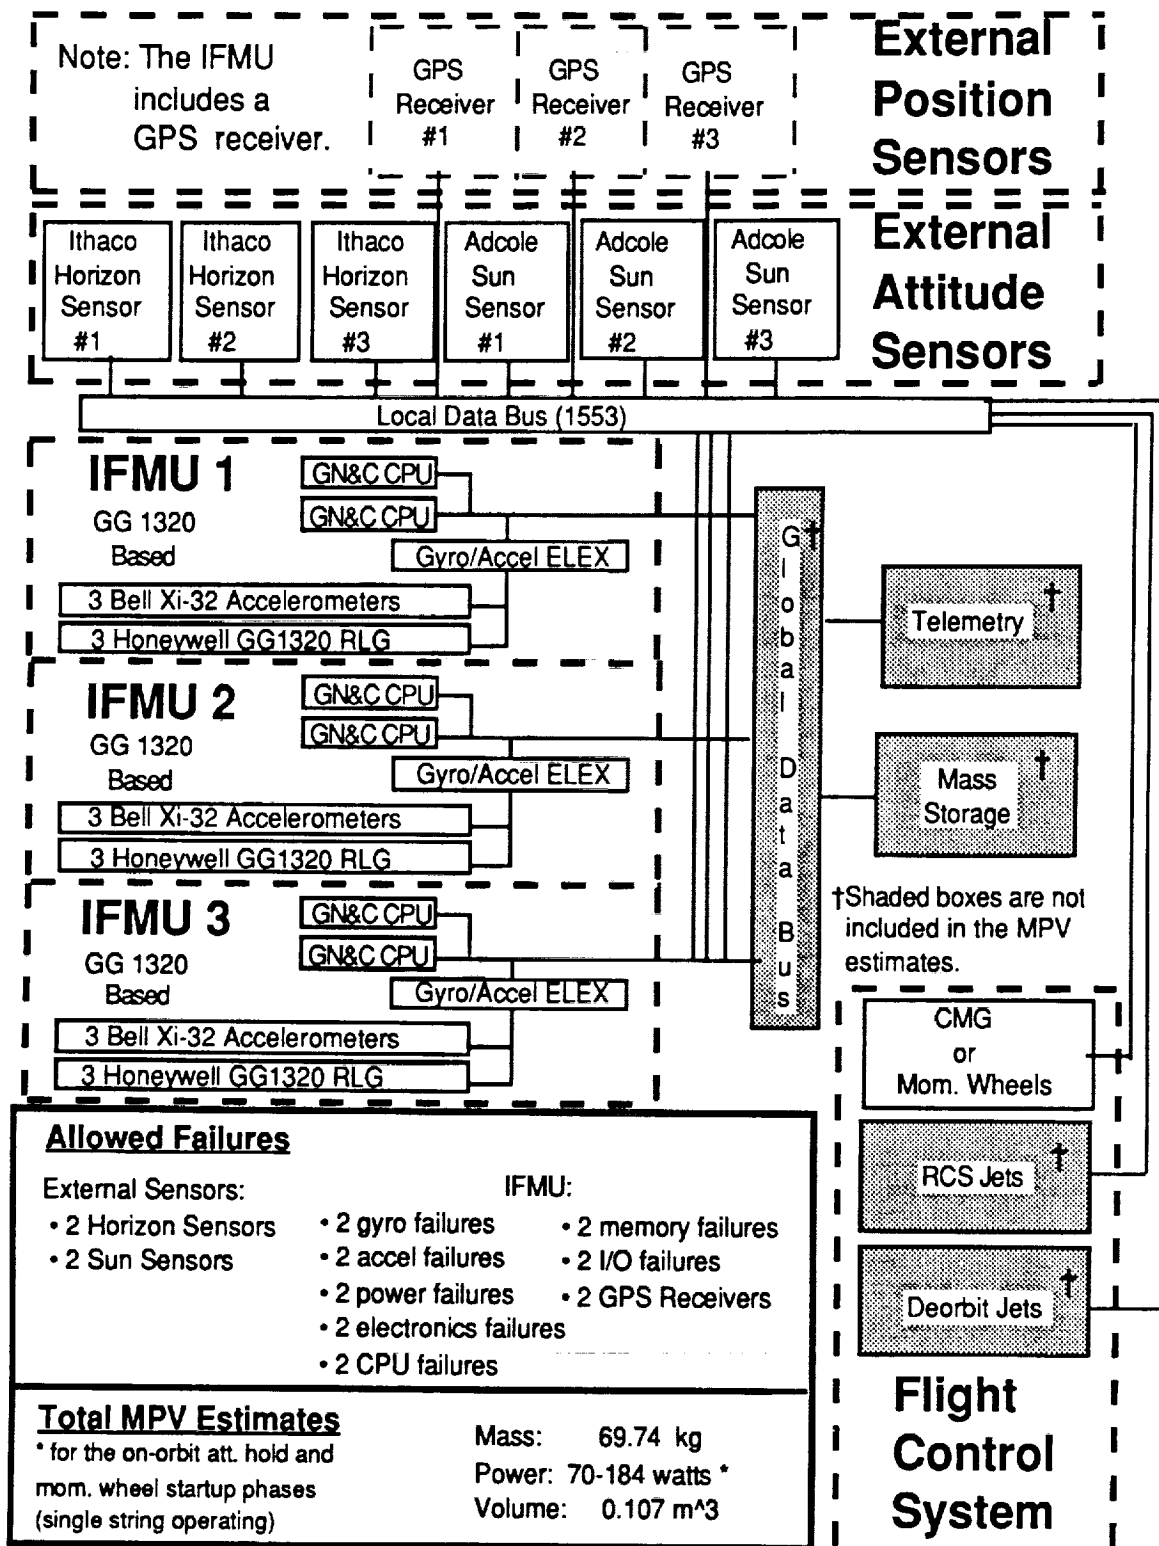 Note: The IFMU
includes a
GPS receiver.
GPS
Receiver
#1
GPS
Receiver
#2
GPS
Receiver
#3
External
Position
Sensors
Ithaco
Horizon
Sensor
#1
Ithaco
Horizon
Sensor
#2
Ithaco
Horizon
Sensor
#3
Adcole
Sun
Sensor
#1
Adcole
Sun
Sensor
#2
Adcole
Sun
Sensor
#3
External
Attitude
Sensors
Local Data Bus (1553)
IFMU 1
GG 1320
Based
GN&C CPU
GN&C CPU
Gyro/Accel ELEX
3 Bell Xi-32 Accelerometers
3 Honeywell GG1320 RLG
IFMU 2
GG 1320
Based
GN&C CPU
GN&C CPU
Gyro/Accel ELEX
3 Bell Xi-32 Accelerometers
3 Honeywell GG1320 RLG
IFMU 3
GG 1320
Based
GN&C CPU
GN&C CPU
Gyro/Accel ELEX
3 Bell Xi-32 Accelerometers
3 Honeywell GG1320 RLG
Global Data Bus †
Telemetry †
Mass †
Storage
†Shaded boxes are not
included in the MPV
estimates.
CMG
or
Mom. Wheels
RCS Jets †
Deorbit Jets †
Flight
Control
System
Allowed Failures
External Sensors:
• 2 Horizon Sensors
• 2 Sun Sensors
IFMU:
• 2 gyro failures
• 2 accel failures
• 2 power failures
• 2 electronics failures
• 2 CPU failures
• 2 memory failures
• 2 I/O failures
• 2 GPS Receivers
Total MPV Estimates
* for the on-orbit att. hold and
mom. wheel startup phases
(single string operating)
Mass: 69.74 kg
Power: 70-184 watts *
Volume: 0.107 m^3